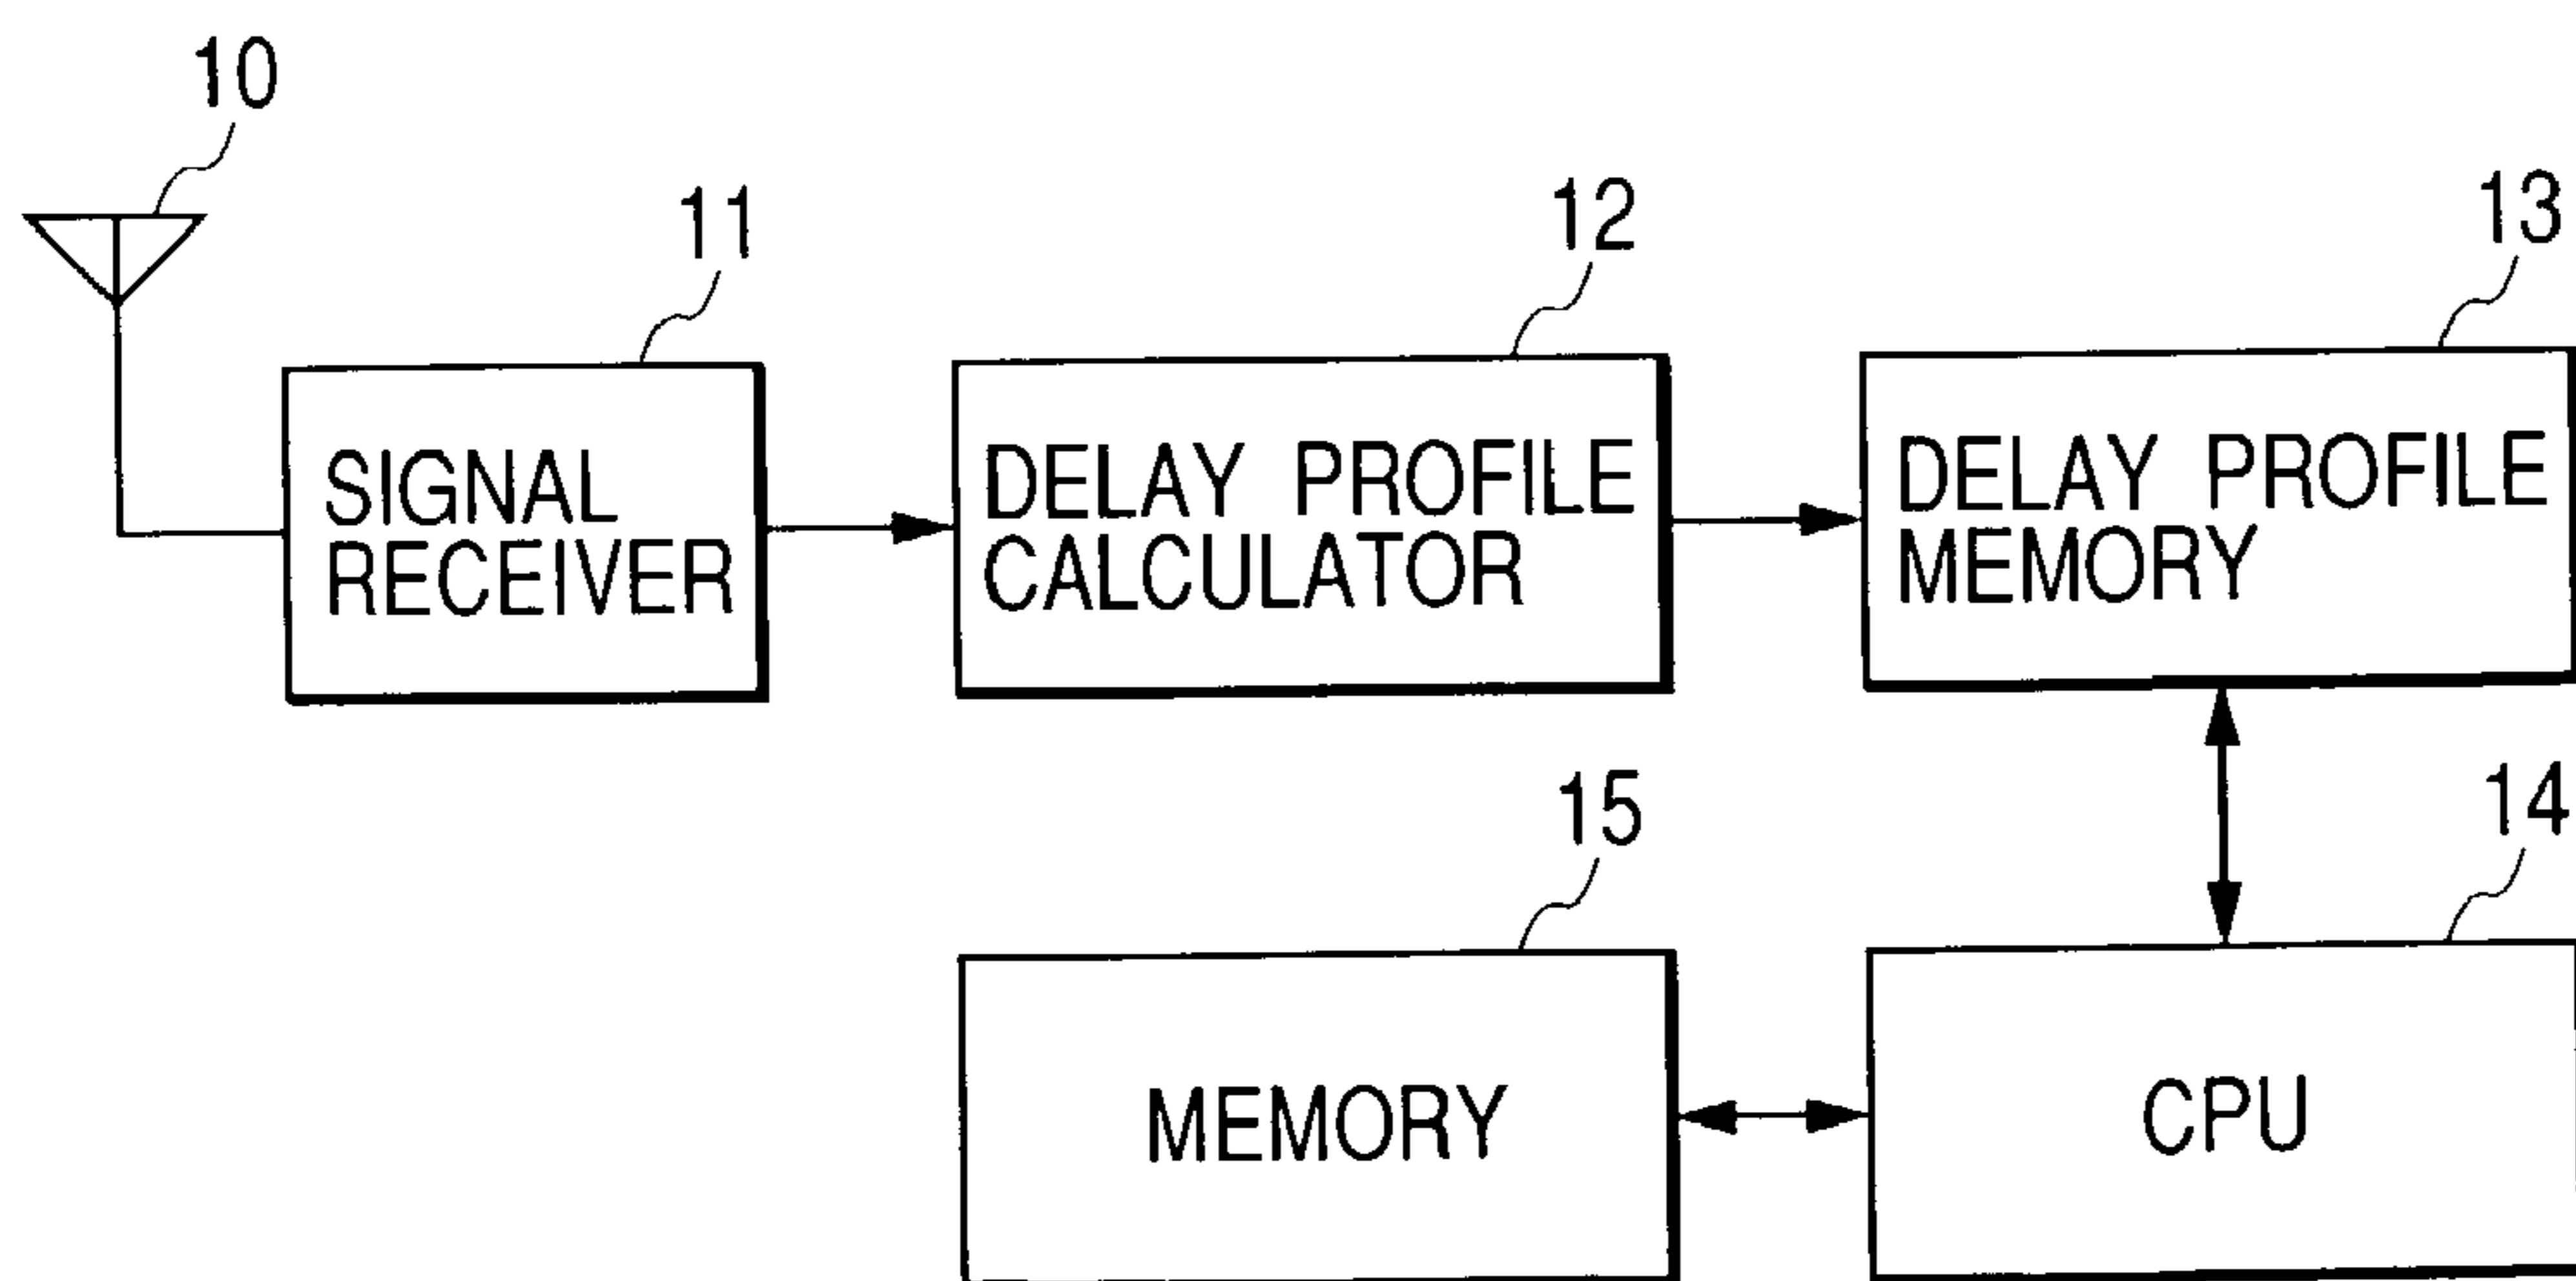 10
11
12
13
SIGNAL
RECEIVER
DELAY PROFILE
CALCULATOR
DELAY PROFILE
MEMORY
15
14
MEMORY
CPU